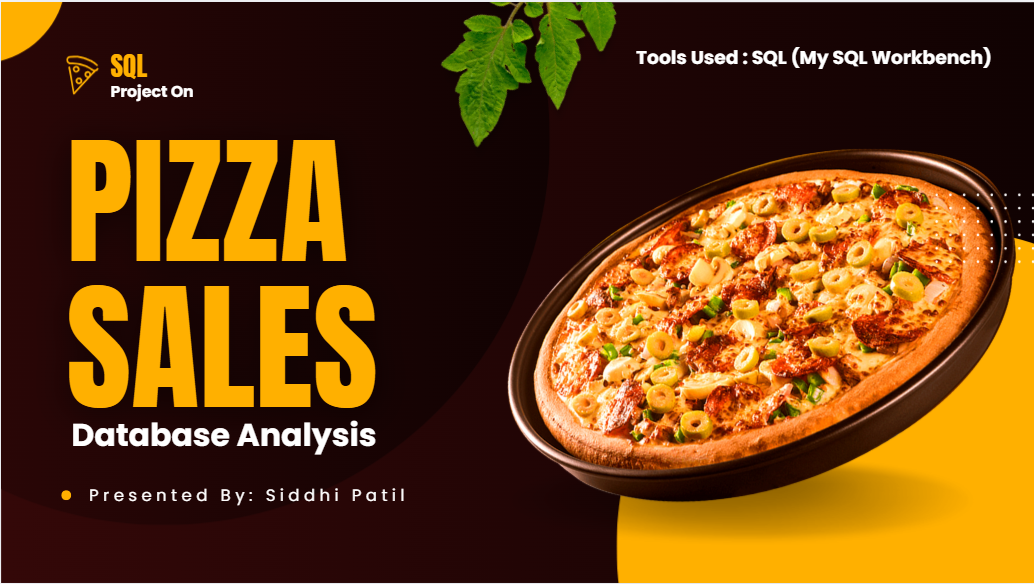 SQL
Project On
Tools Used : SQL (My SQL Workbench)
PIZZA
SALES
Database Analysis
Presented By: Siddhi Patil